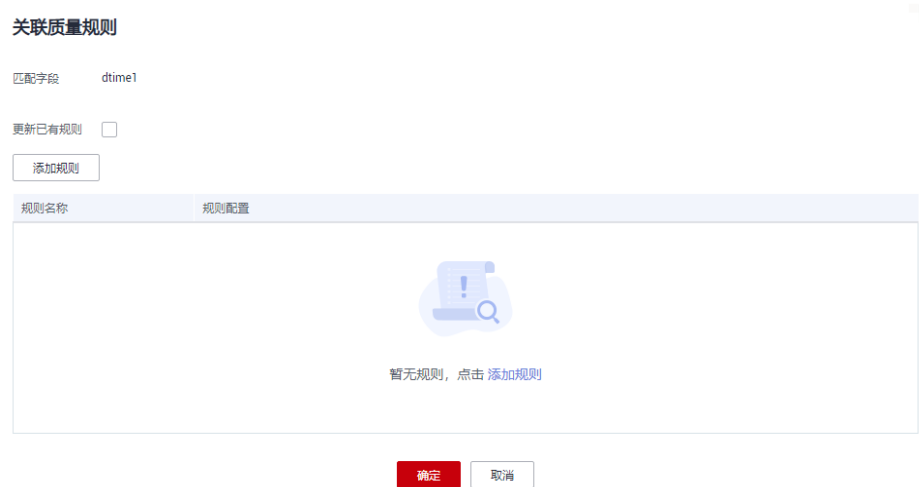 关联质量规则
匹配字段 dtime1
更新已有规则
添加规则
规则名称 规则配置
暂无规则，点击 添加规则
确定 取消